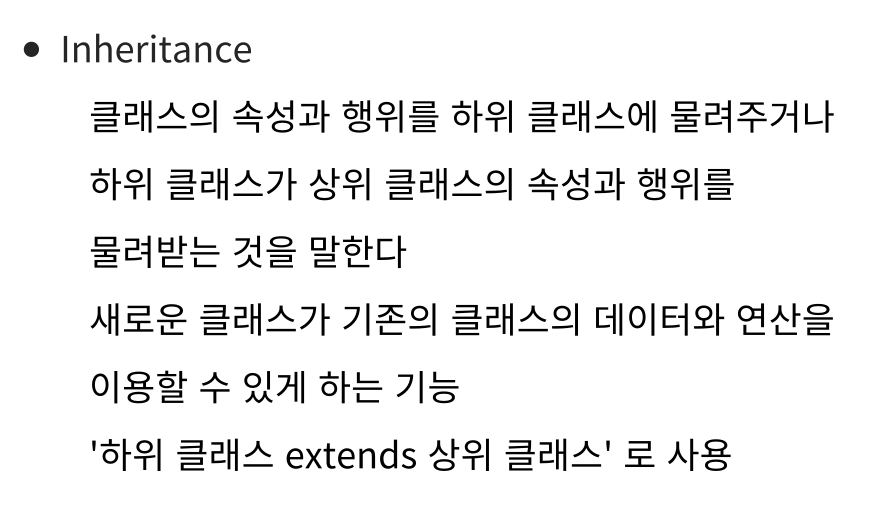 ● Inheritance
클래스의 속성과 행위를 하위 클래스에 물려주거나
하위 클래스가 상위 클래스의 속성과 행위를
물려받는 것을 말한다
새로운 클래스가 기존의 클래스의 데이터와 연산을
이용할 수 있게 하는 기능
'하위 클래스 extends 상위 클래스' 로 사용